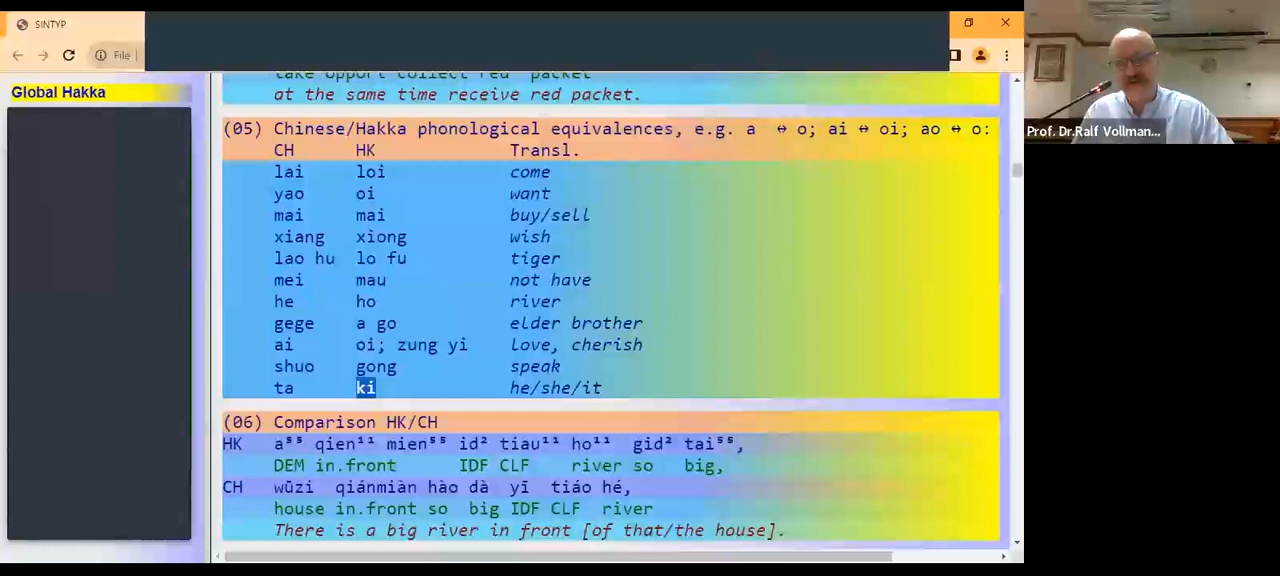 SINTYP
File
Global Hakka
take opport collect red packet
at the same time receive red packet.
(05) Chinese/Hakka phonological equivalences, e.g. a ↔ o; ai ↔ oi; ao ↔ o:
CH HK Transl.
lai loi come
yao oi want
mai mai buy/sell
xiang xìong wish
lao hu lo fu tiger
mei mau not have
he ho river
gege a go elder brother
ai oi; zung yi love, cherish
shuo gong speak
ta ki he/she/it
(06) Comparison HK/CH
HK a⁵⁵ qien¹¹ mien⁵⁵ id² tiau¹¹ ho¹¹ gid² tai⁵⁵,
DEM in.front IDF CLF river so big,
CH wūzi qiánmiàn hào dà yī tiáo hé,
house in.front so big IDF CLF river
There is a big river in front [of that/the house].
Prof. Dr.Ralf Vollman...